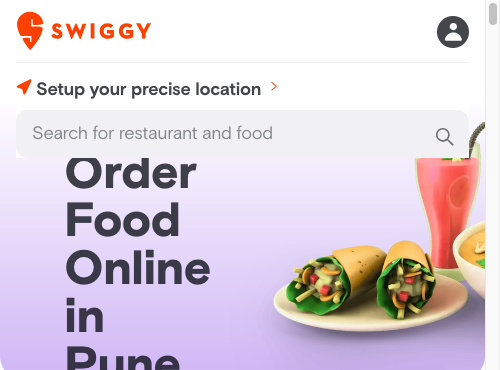 SWIGGY
Setup your precise location
Search for restaurant and food
Order
Food
Online
in
Pune